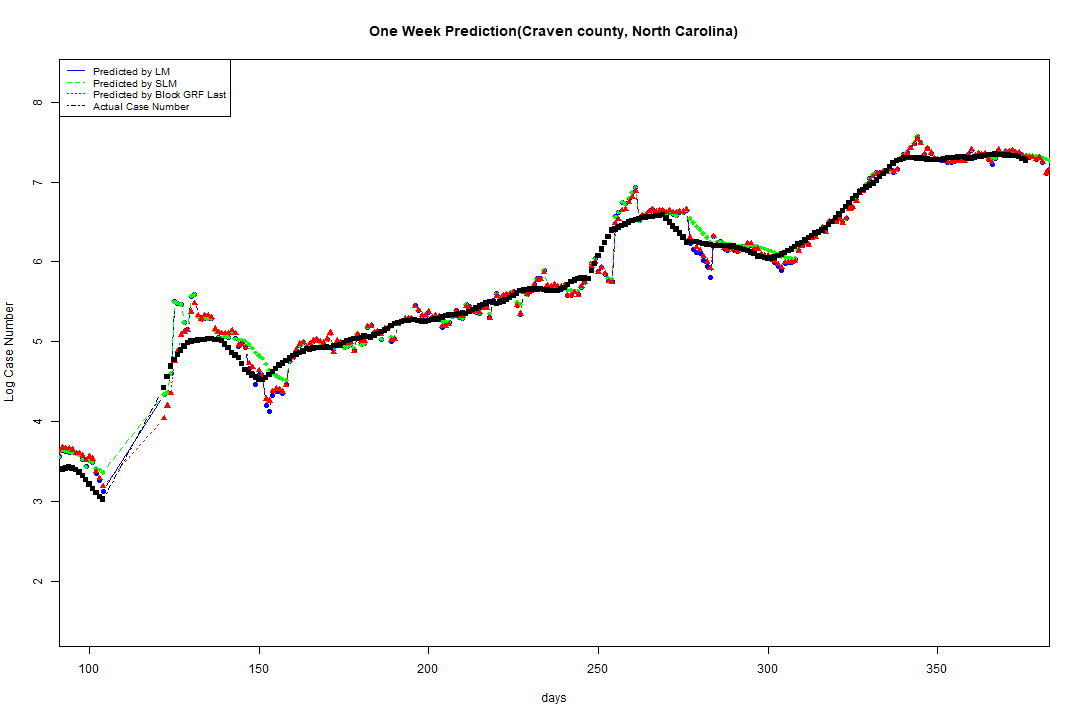 One Week Prediction(Craven county, North Carolina)
Predicted by LM
Predicted by SLM
Predicted by Block GRF Last
Actual Case Number
Log Case Number
8
7
6
5
4
3
2
100 150 200 250 300 350
days